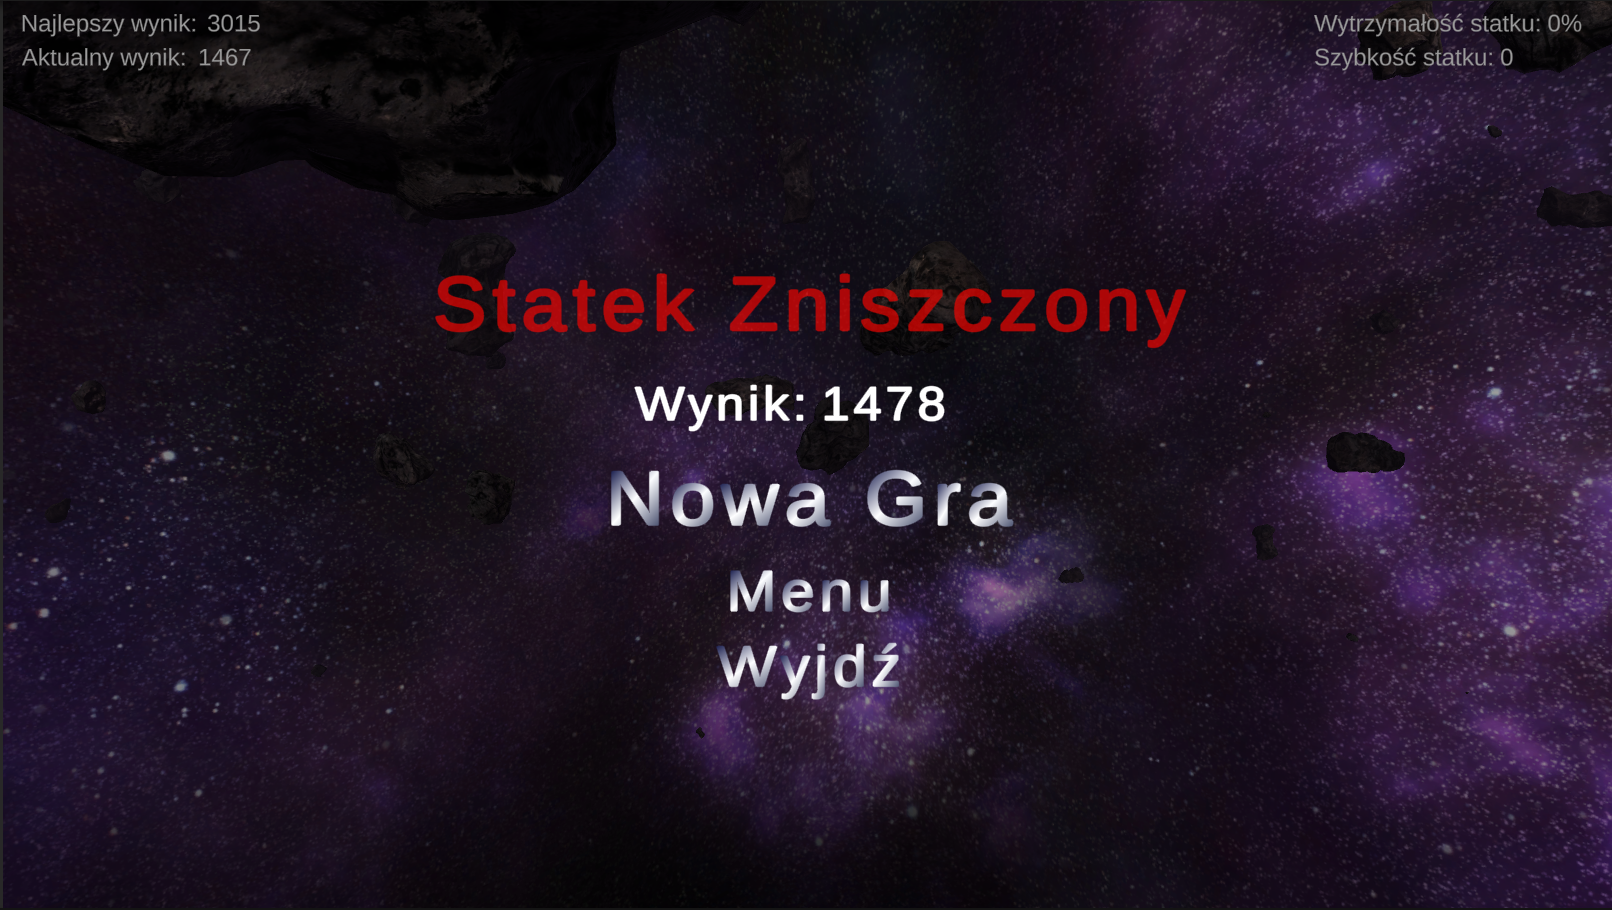 Najlepszy wynik: 3015
Aktualny wynik: 1467
Wytrzymałość statku: 0%
Szybkość statku: 0
Statek Zniszczony
Wynik: 1478
Nowa Gra
Menu
Wyjdź